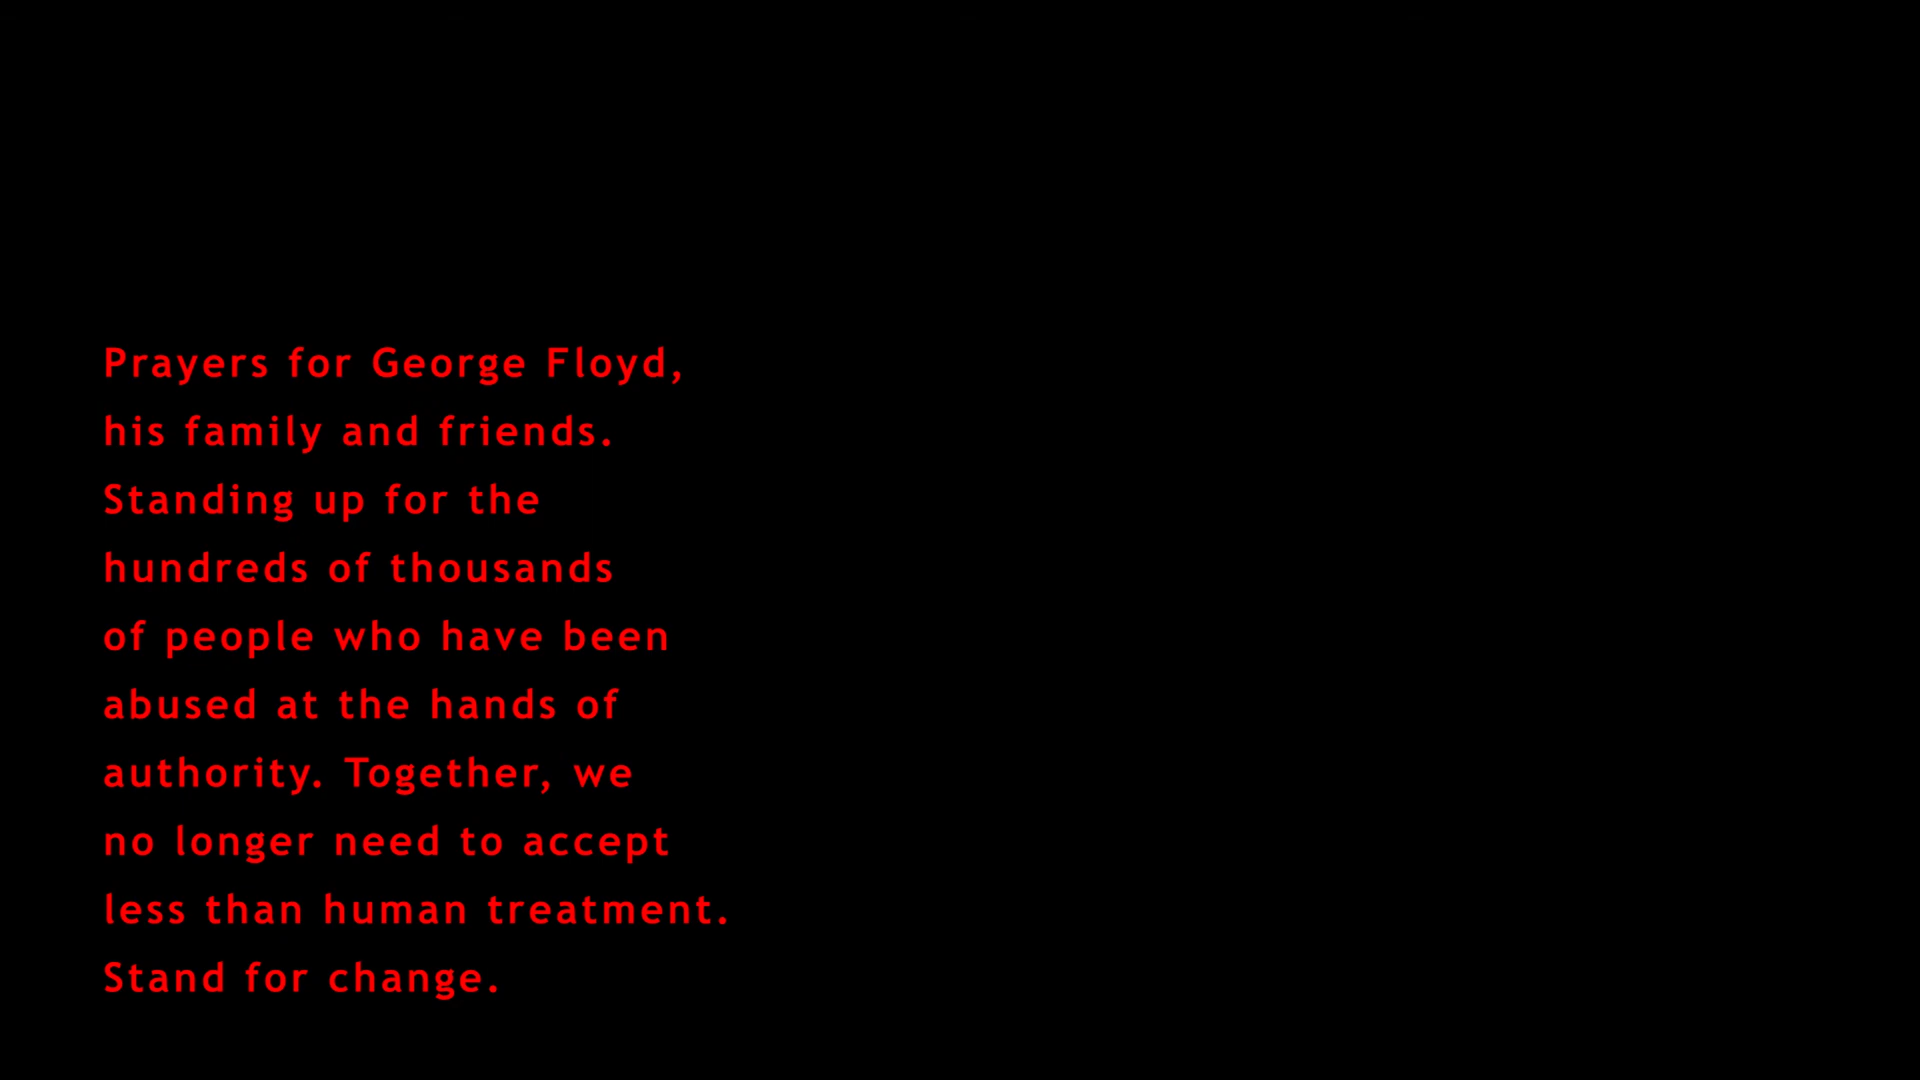 Prayers for George Floyd,
his family and friends.
Standing up for the
hundreds of thousands
of people who have been
abused at the hands of
authority. Together, we
no longer need to accept
less than human treatment.
Stand for change.